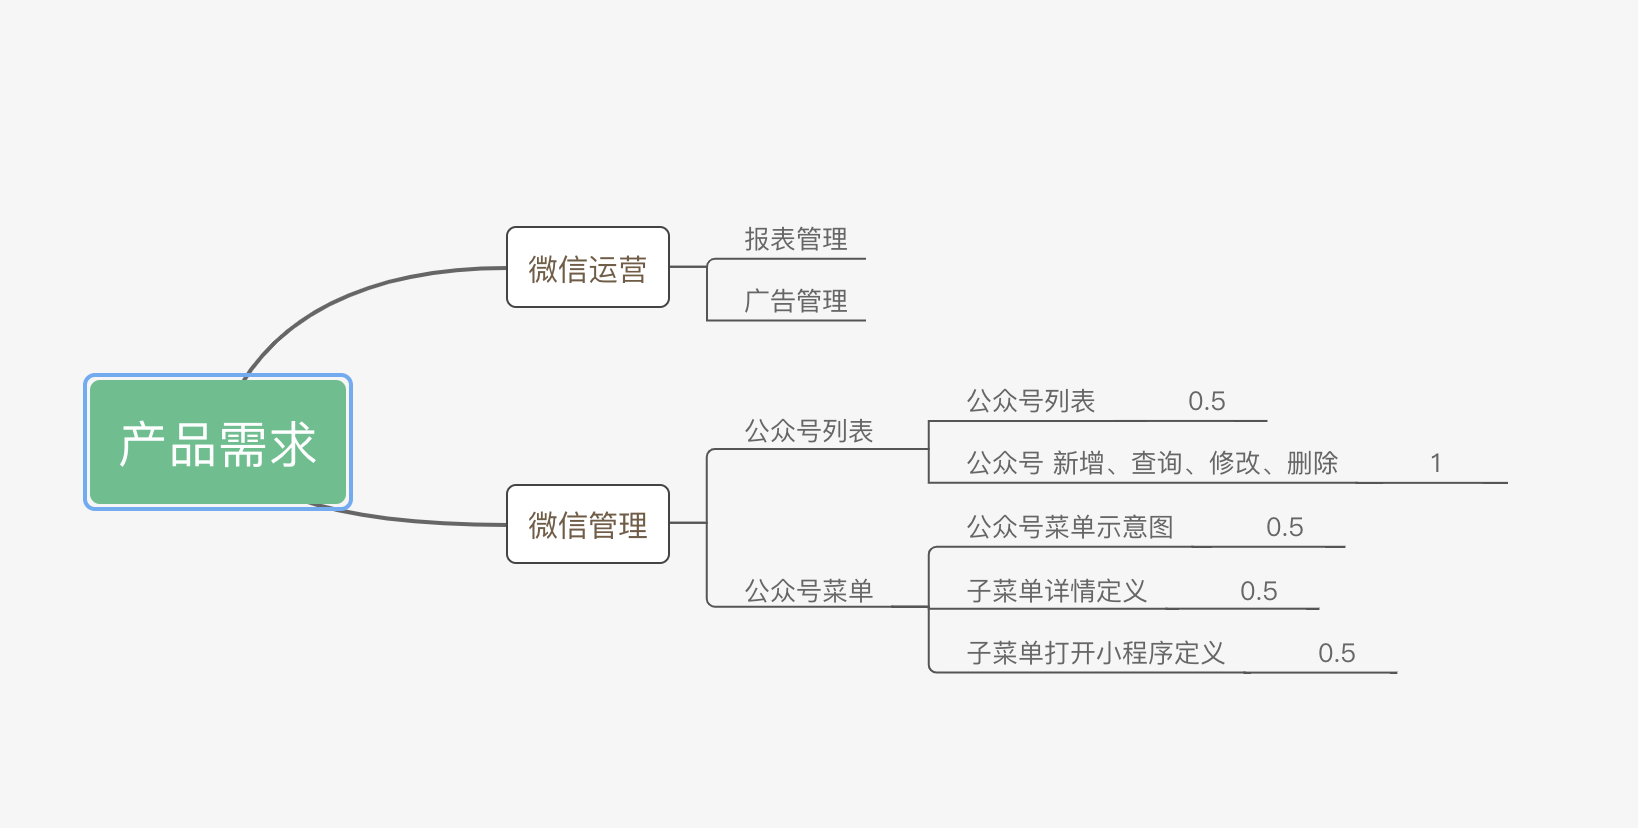 产品需求
微信运营
报表管理
广告管理
微信管理
公众号列表
公众号列表 0.5
公众号 新增、查询、修改、删除 1
公众号菜单
公众号菜单示意图 0.5
子菜单详情定义 0.5
子菜单打开小程序定义 0.5